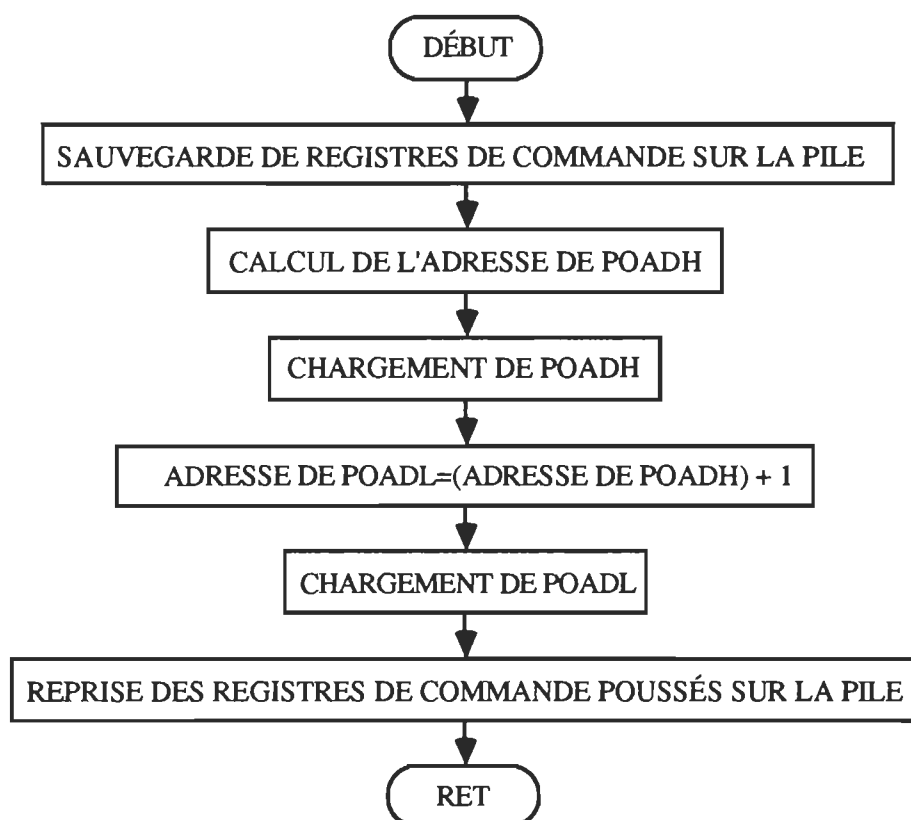 DÉBUT
SAUVEGARDE DE REGISTRES DE COMMANDE SUR LA PILE
CALCUL DE L'ADRESSE DE POADH
CHARGEMENT DE POADH
ADRESSE DE POADL=(ADRESSE DE POADH) + 1
CHARGEMENT DE POADL
REPRISE DES REGISTRES DE COMMANDE POUSSÉS SUR LA PILE
RET